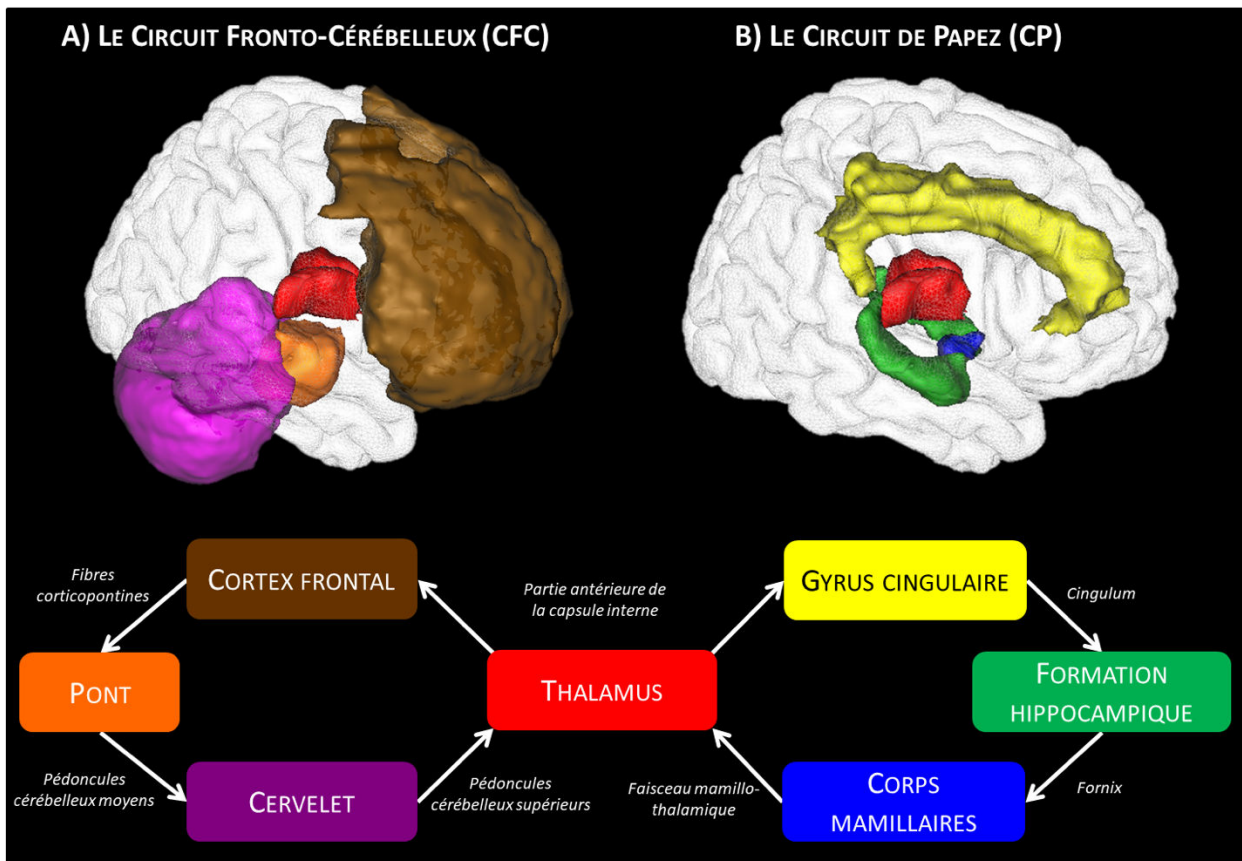 A) Le Circuit Fronto-Cérébelleux (CFC)
B) Le Circuit de Papez (CP)
Cortex frontal
Gyrus cingulaire
Fibres
corticopontines
Partie antérieure de
la capsule interne
Cingulum
Pont
Thalamus
Formation
hippocampique
Pédoncules
cérébelleux moyens
Cervelet
Pédoncules
cérébelleux supérieurs
Faisceau mamillo-
thalamique
Corps
mamillaires
Fornix